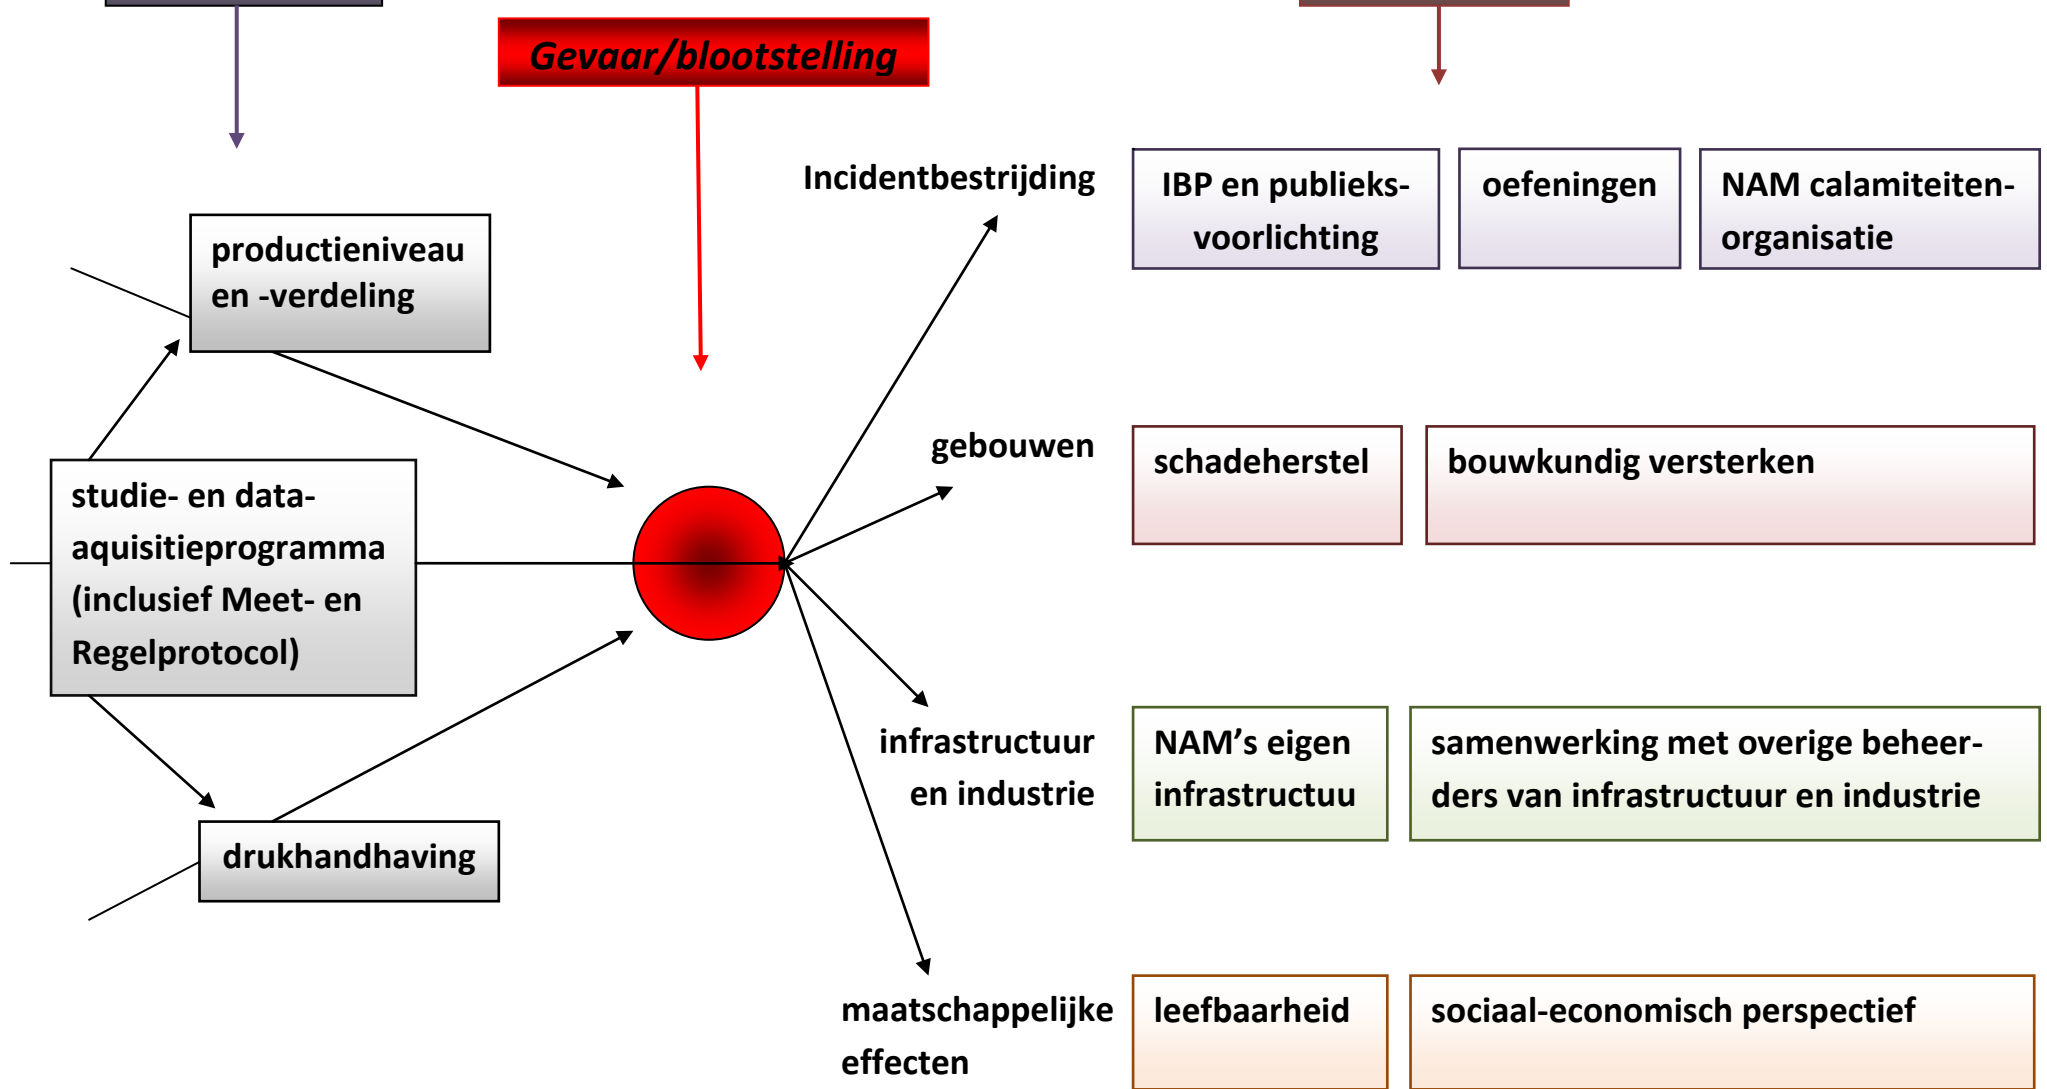 Gevaar/blootstelling
productieniveau
en -verdeling
studie- en data-
aquisitieprogramma
(inclusief Meet- en
Regelprotocol)
drukhandhaving
Incidentbestrijding
IBP en publieks-
voorlichting
oefeningen
NAM calamiteiten-
organisatie
gebouwen
schadeherstel
bouwkundig versterken
infrastructuur
en industrie
NAM’s eigen
infrastructuu
samenwerking met overige beheer-
ders van infrastructuur en industrie
maatschappelijke
effecten
leefbaarheid
sociaal-economisch perspectief